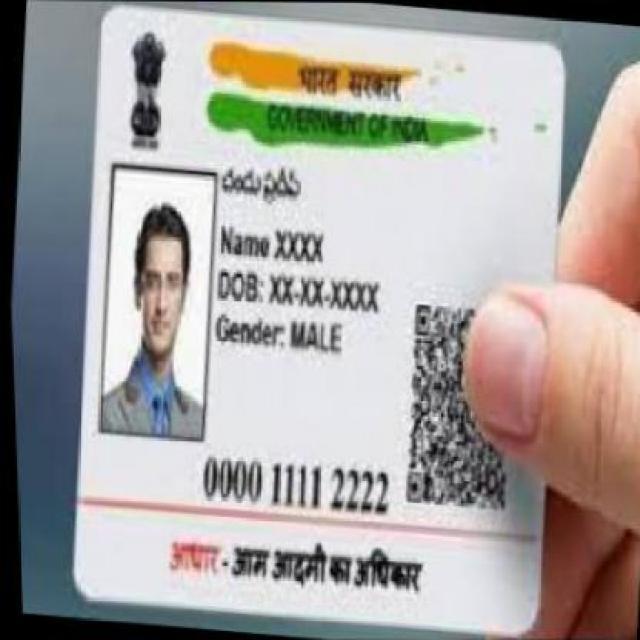 भारत सरकार
GOVERNMENT OF INDIA
చందు ప్రదీప్
Name XXXX
DOB: XX-XX-XXXX
Gender: MALE
0000 1111 2222
आधार - आम आदमी का अधिकार